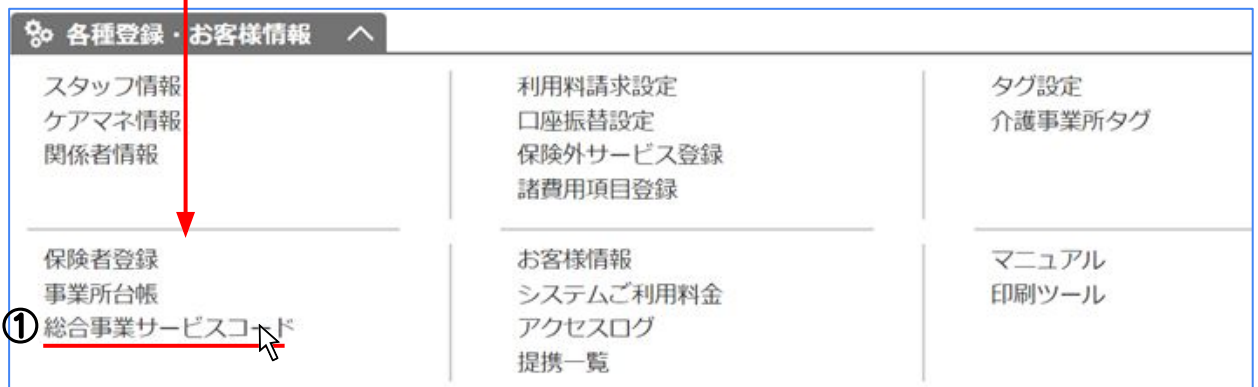 各種登録・お客様情報
スタッフ情報
ケアマネ情報
関係者情報
利用料請求設定
口座振替設定
保険外サービス登録
諸費用項目登録
タグ設定
介護事業所タグ
保険者登録
事業所台帳
①総合事業サービスコード
お客様情報
システムご利用料金
アクセスログ
提携一覧
マニュアル
印刷ツール